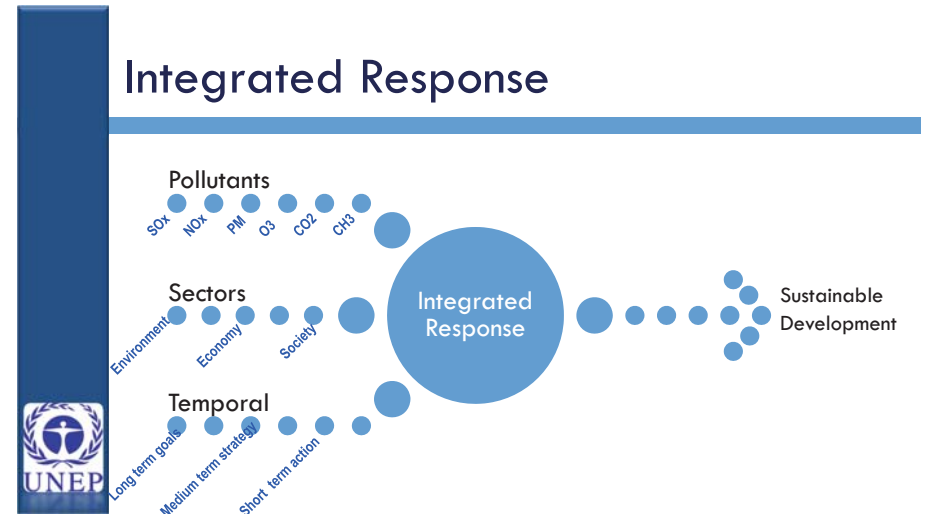 Integrated Response
Pollutants
SOx
NOx
PM
O3
CO2
CH3
Sectors
Environment
Economy
Society
Temporal
Long term goals
Medium term strategy
Short term action
Integrated
Response
Sustainable
Development
UNEP